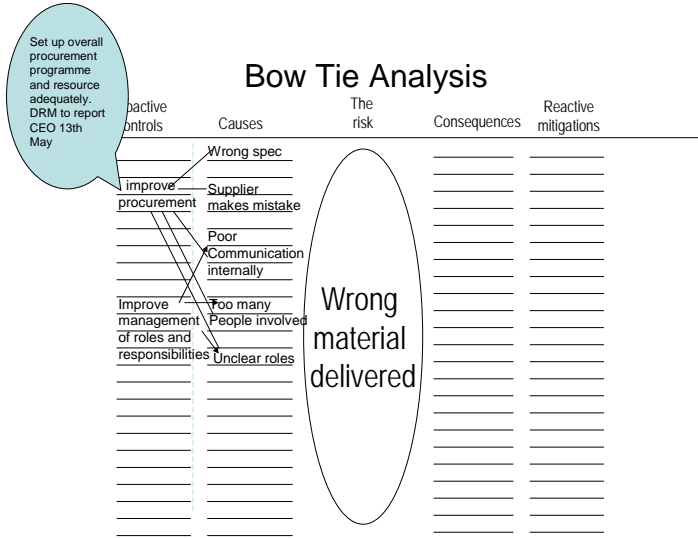 Set up overall
procurement
programme
and resource
adequately.
DRM to report
CEO 13th
May
Bow Tie Analysis
oactive
ontrols
Causes
The
risk
Consequences
Reactive
mitigations
Wrong spec
improve
procurement
Supplier
makes mistake
Poor
Communication
internally
Improve
management
of roles and
responsibilities
Too many
People involved
Unclear roles
Wrong
material
delivered